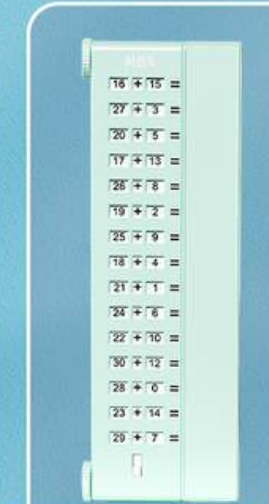 16 + 15 =
27 + 3 =
20 + 5 =
17 + 13 =
26 + 8 =
19 + 2 =
25 + 9 =
18 + 4 =
21 + 1 =
24 + 6 =
22 + 10 =
30 + 12 =
28 + 0 =
23 + 14 =
29 + 7 =